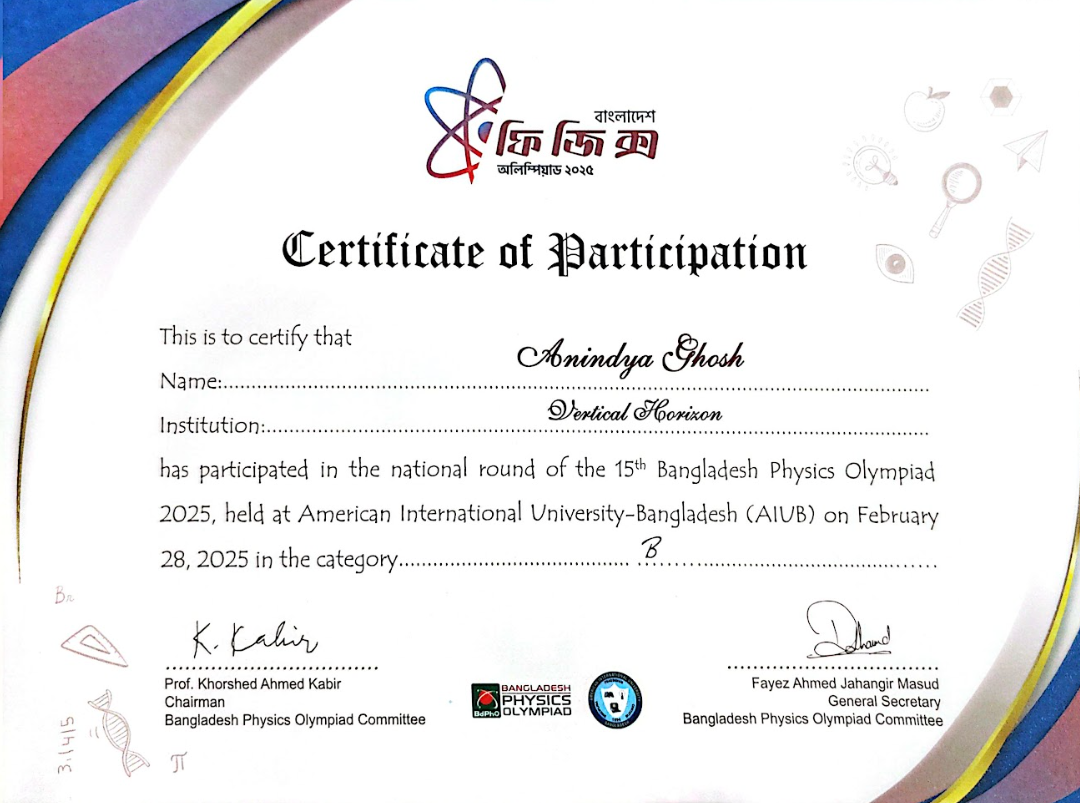 বাংলাদেশ
ফিজিক্স
অলিম্পিয়াড ২০২৫
Certificate of Participation
This is to certify that
Name:..........Anindya Ghosh..........
Institution:..........Vertical Horizon..........
has participated in the national round of the 15th Bangladesh Physics Olympiad
2025, held at American International University-Bangladesh (AIUB) on February
28, 2025 in the category..........B..........
K. Kabir
Prof. Khorshed Ahmed Kabir
Chairman
Bangladesh Physics Olympiad Committee
BdPhO
BANGLADESH
PHYSICS
OLYMPIAD
Fayez Ahmed Jahangir Masud
General Secretary
Bangladesh Physics Olympiad Committee
3.1415
π